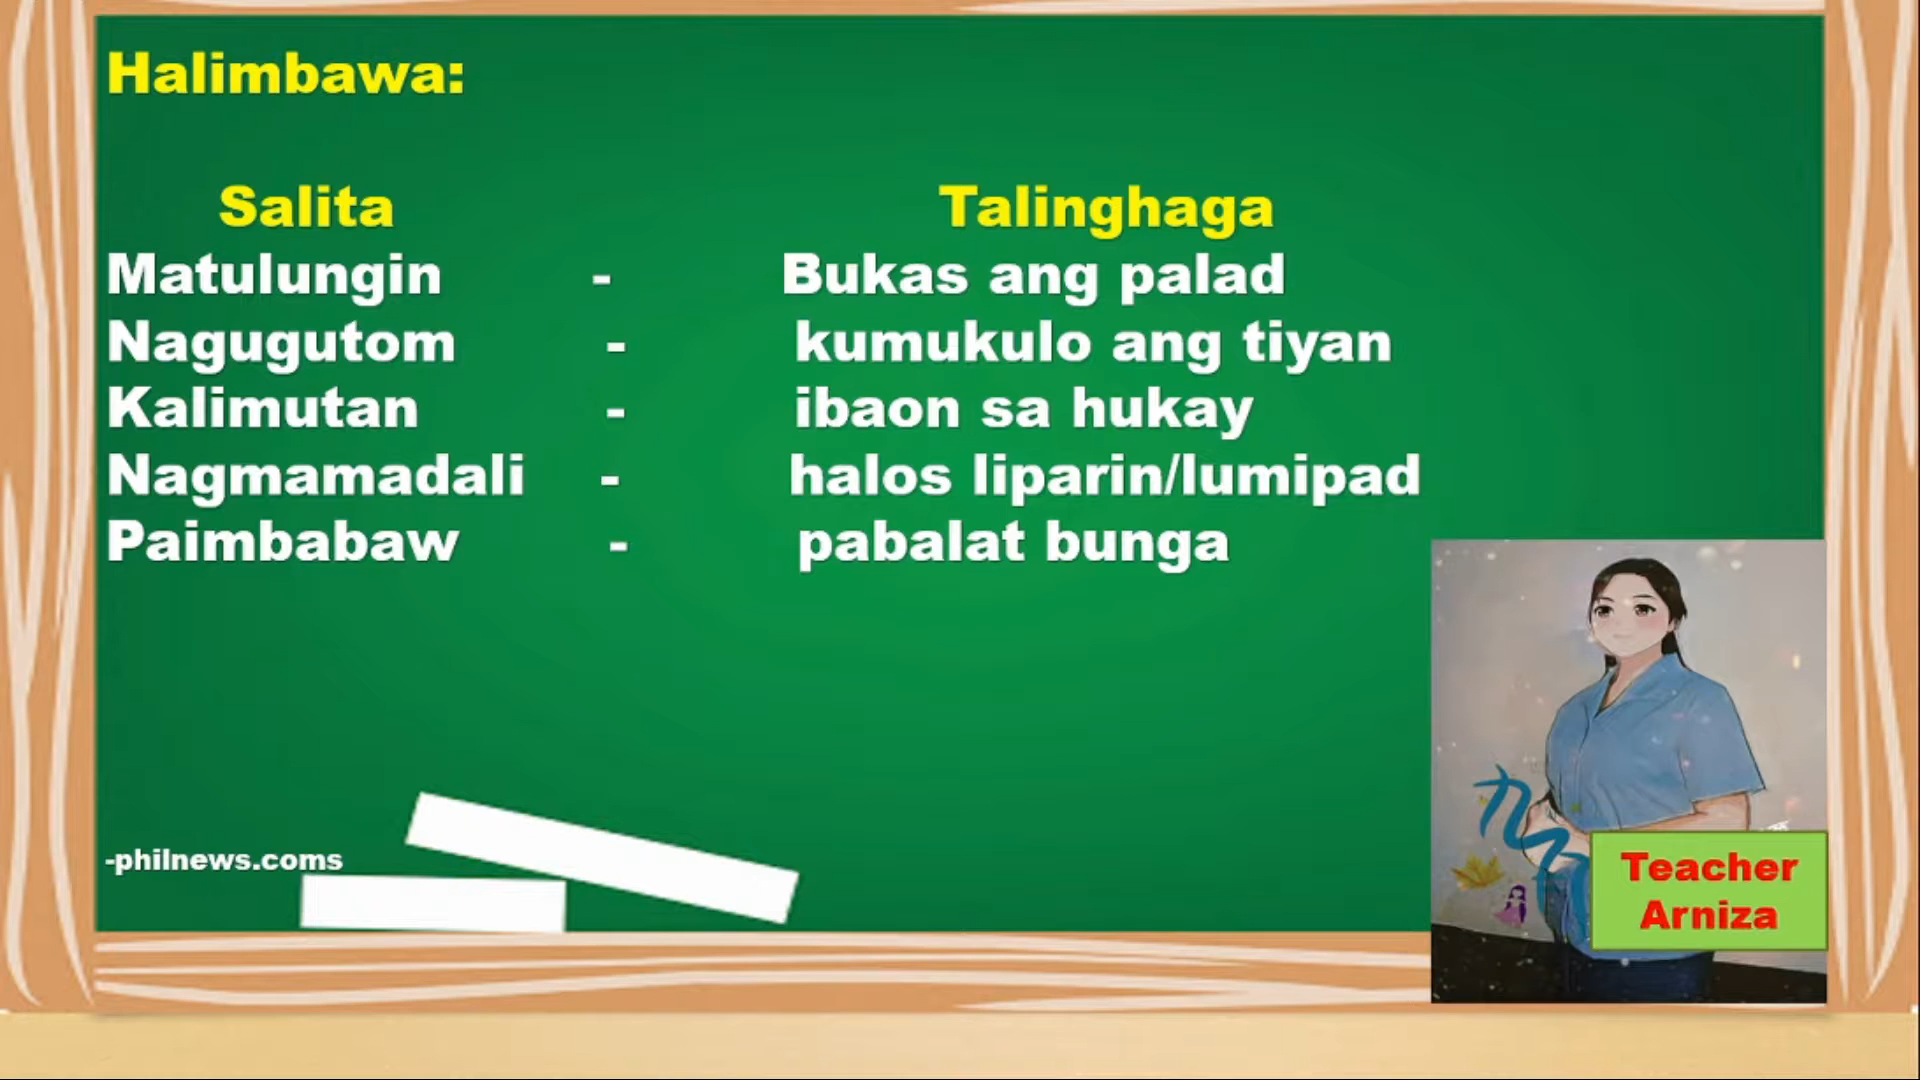 Halimbawa:
Salita Talinghaga
Matulungin - Bukas ang palad
Nagugutom - kumukulo ang tiyan
Kalimutan - ibaon sa hukay
Nagmamadali - halos liparin/lumipad
Paimbabaw - pabalat bunga
-philnews.coms
Teacher
Arniza